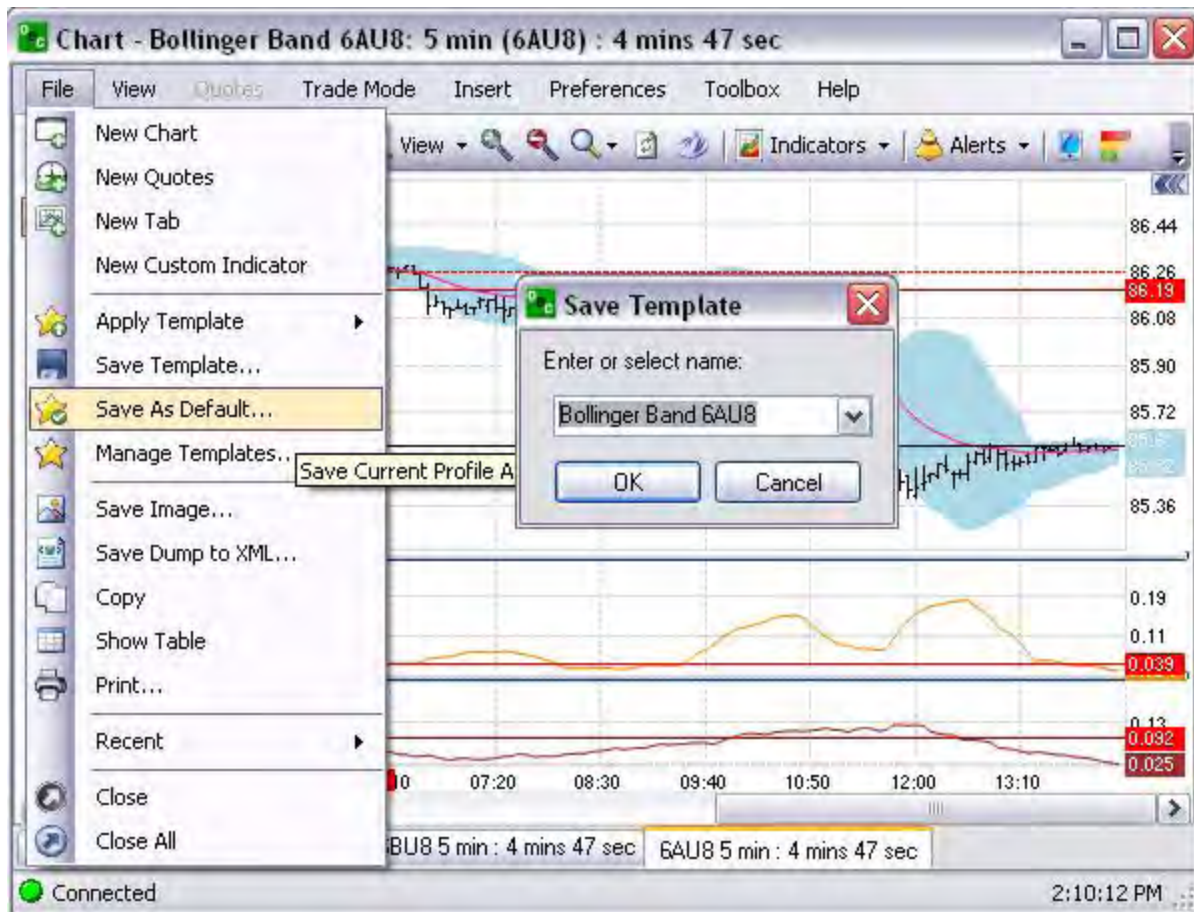 Chart - Bollinger Band 6AU8: 5 min (6AU8) : 4 mins 47 sec
File View Quotes Trade Mode Insert Preferences Toolbox Help
View Indicators Alerts
New Chart
New Quotes
New Tab
New Custom Indicator
Apply Template
Save Template...
Save As Default...
Manage Templates...
Save Current Profile A
Save Image...
Save Dump to XML...
Copy
Show Table
Print...
Recent
Close
Close All
Save Template
Enter or select name:
Bollinger Band 6AU8
OK Cancel
86.44
86.26
86.19
86.08
85.90
85.72
85.36
0.19
0.11
0.039
0.13
0.092
0.025
07:20 08:30 09:40 10:50 12:00 13:10
BU8 5 min : 4 mins 47 sec
6AU8 5 min : 4 mins 47 sec
Connected
2:10:12 PM